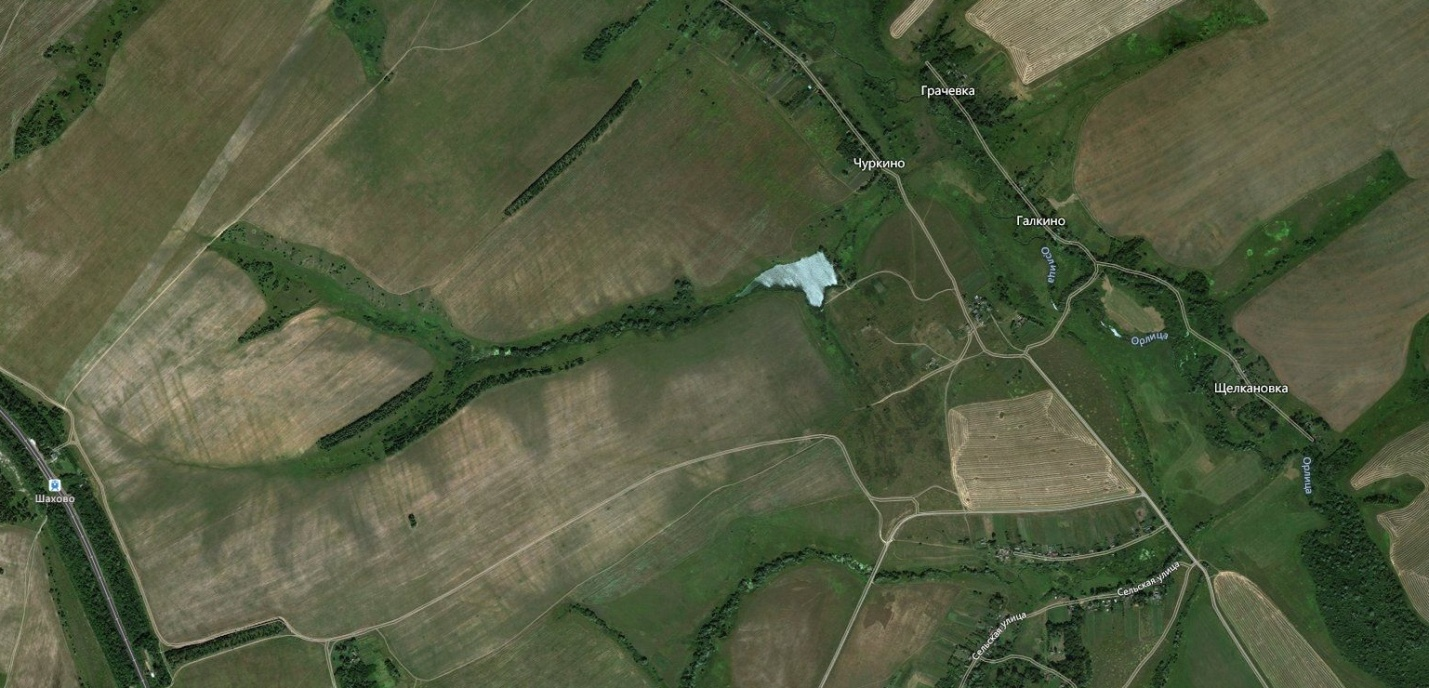 Грачевка
Чуркино
Галкино
Орлица
Орлица
Щелкановка
Орлица
Шахово
Сельская улица
Сельская улица